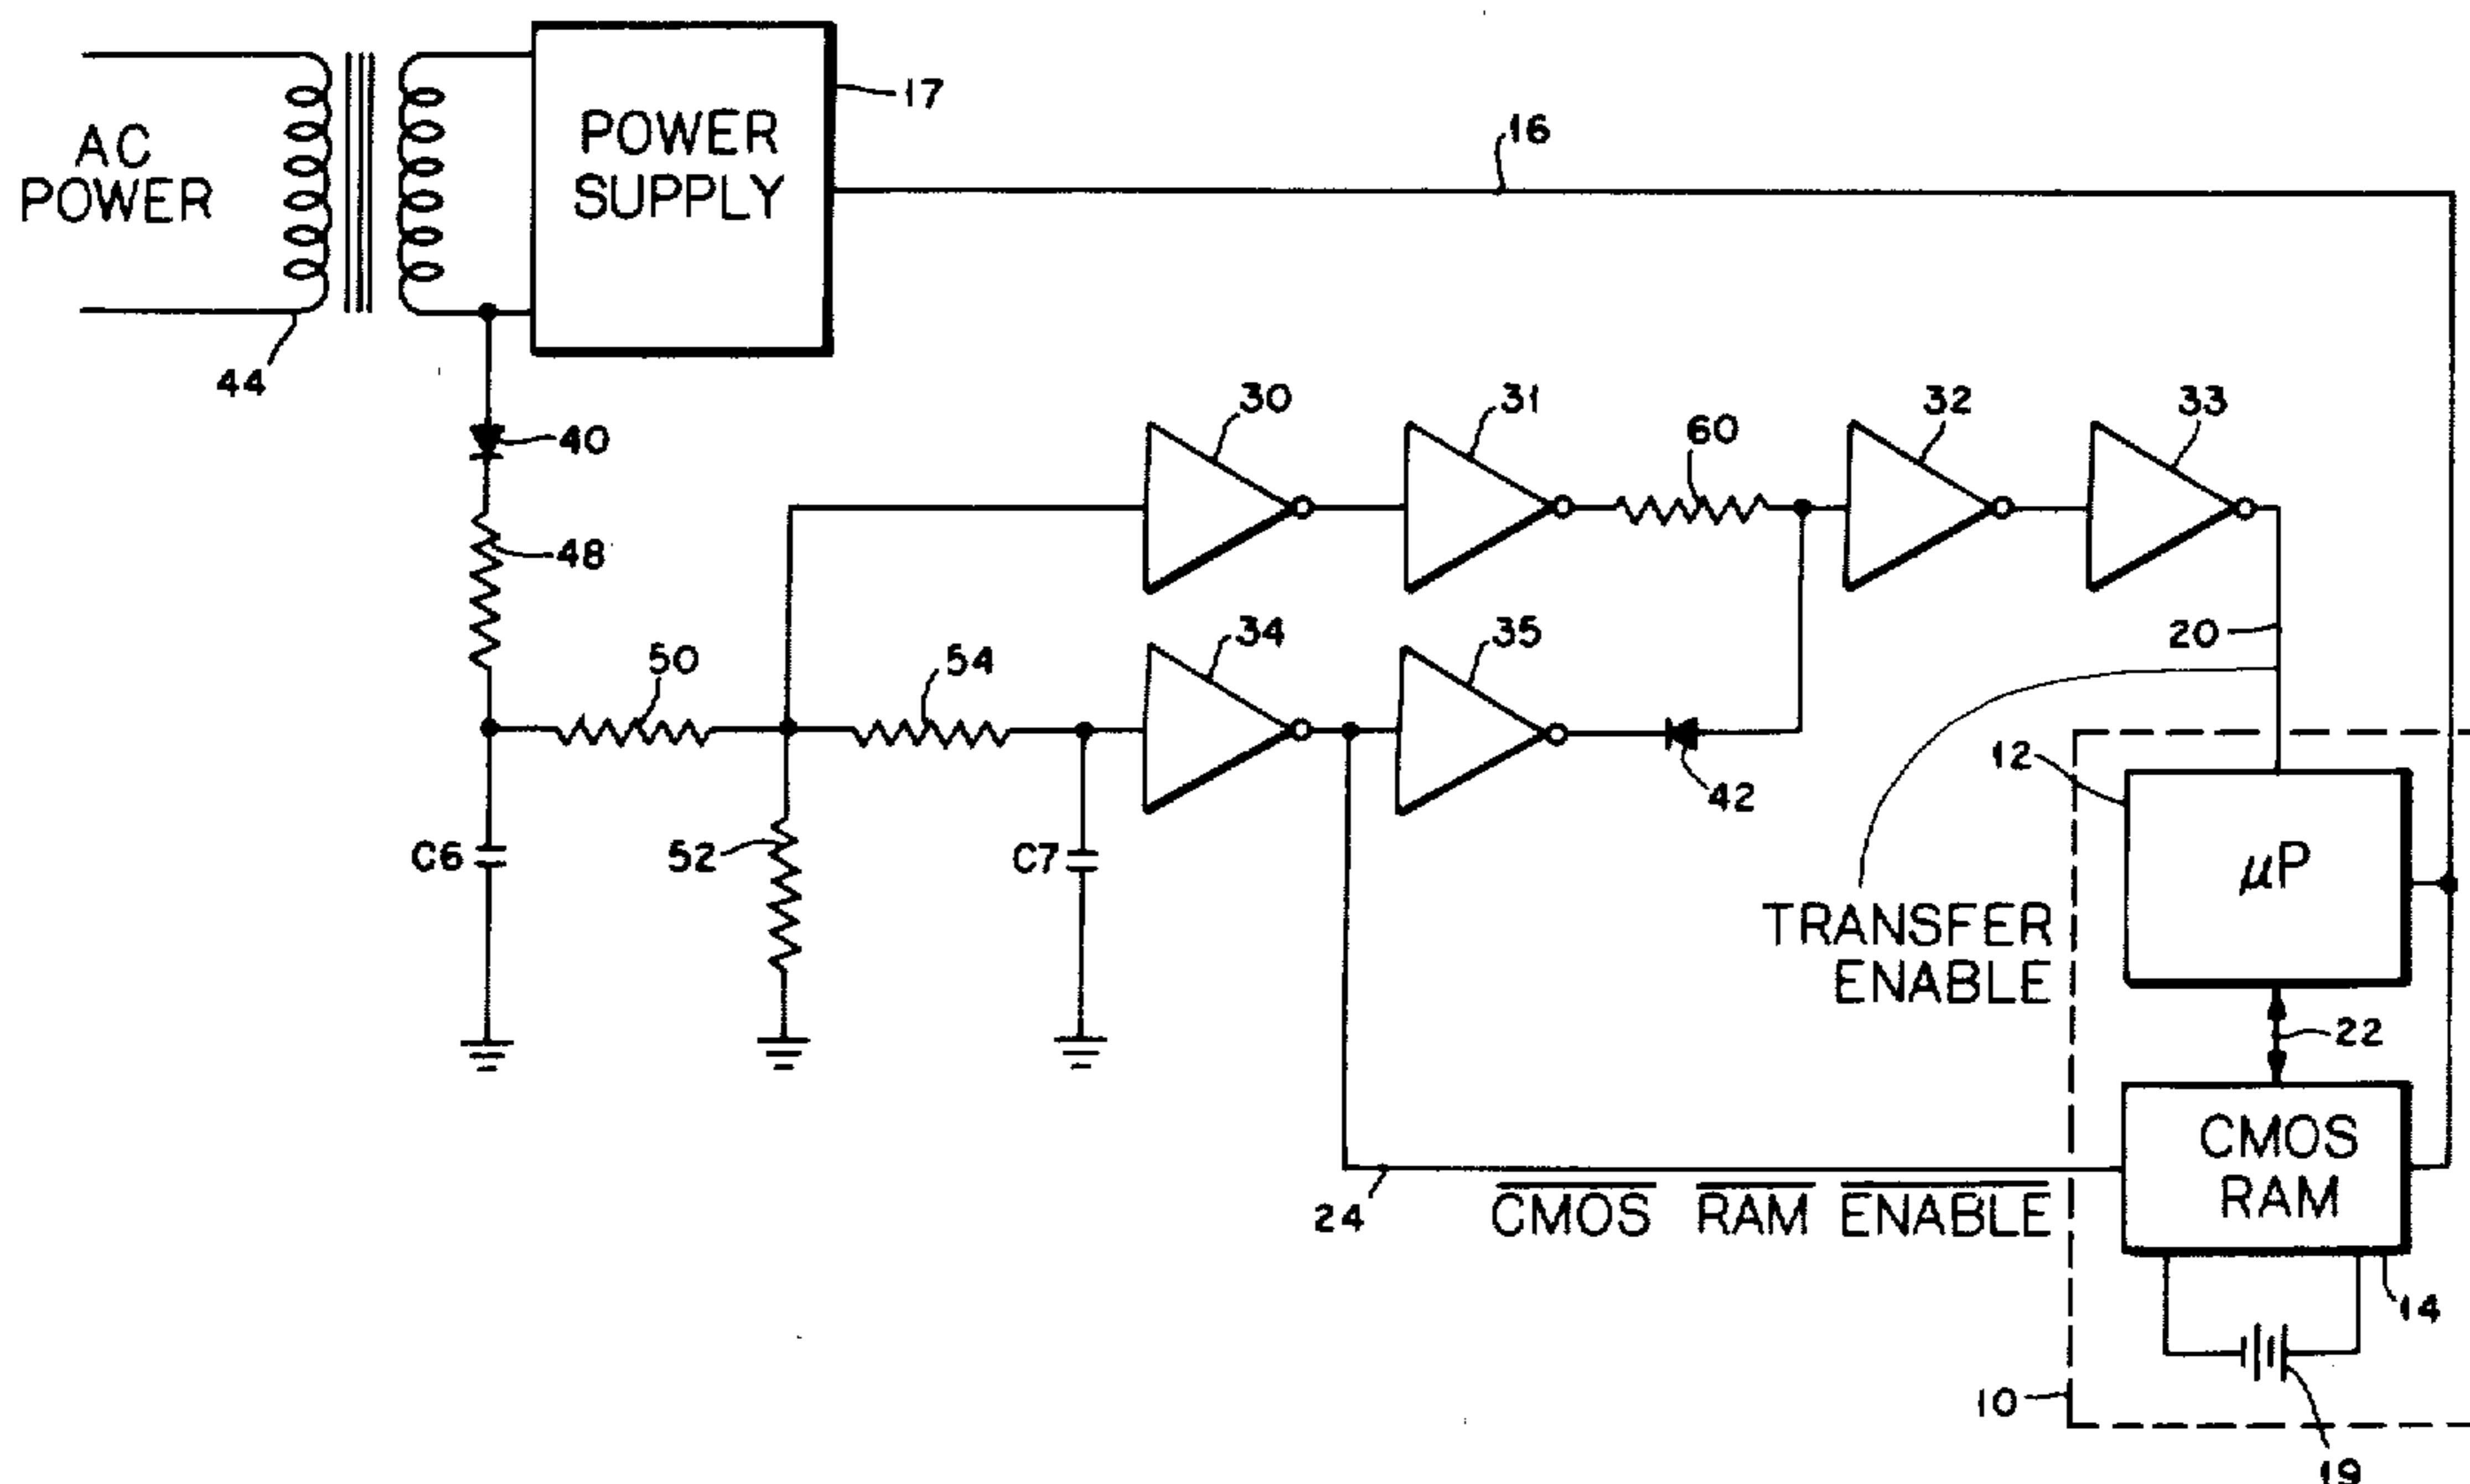 AC
POWER
POWER
SUPPLY
17
16
44
40
48
30
31
60
32
33
50
54
34
35
20
42
12
C6
52
C7
μP
TRANSFER
ENABLE
22
CMOS
RAM
24
CMOS RAM ENABLE
14
10
19